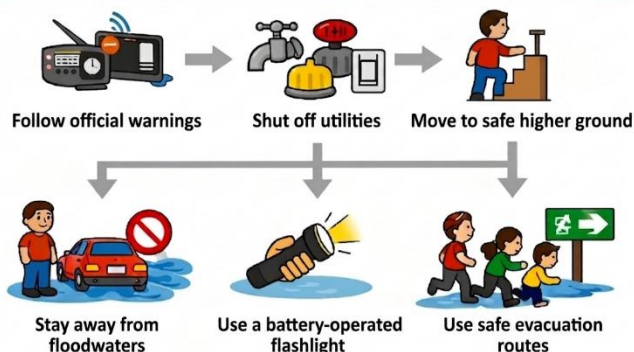 Follow official warnings
Shut off utilities
Move to safe higher ground
Stay away from
floodwaters
Use a battery-operated
flashlight
Use safe evacuation
routes